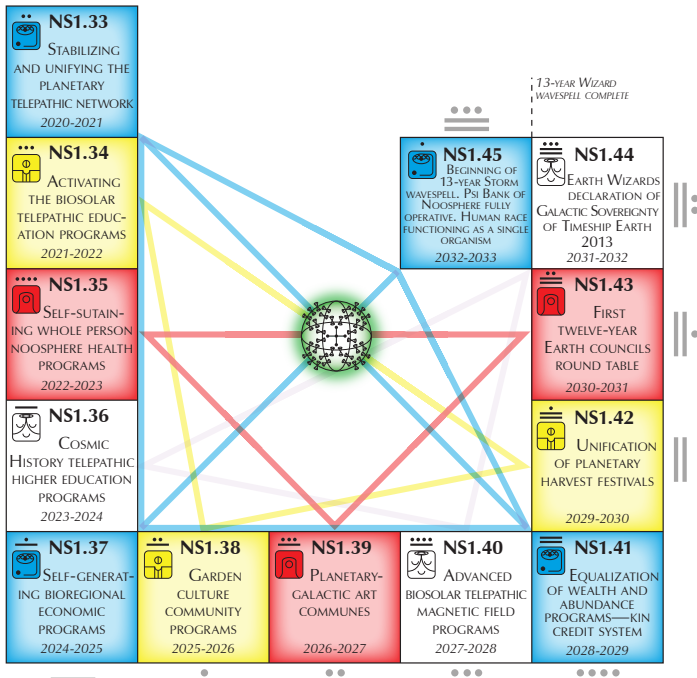 NS1.33
Stabilizing
and unifying the
planetary
telepathic network
2020-2021
NS1.34
Activating
the biosolar
telepathic educ-
ation programs
2021-2022
NS1.35
Self-sutain-
ing whole person
noosphere health
programs
2022-2023
NS1.36
Cosmic
History telepathic
higher education
programs
2023-2024
NS1.37
Self-generat-
ing bioregional
economic
programs
2024-2025
NS1.38
Garden
culture
community
programs
2025-2026
NS1.39
Planetary-
galactic art
communes
2026-2027
NS1.40
Advanced
biosolar telepathic
magnetic field
programs
2027-2028
NS1.41
Equalization
of wealth and
abundance
programs—kin
credit system
2028-2029
NS1.42
Unification
of planetary
harvest festivals
2029-2030
NS1.43
First
twelve-year
Earth councils
round table
2030-2031
NS1.44
Earth Wizards
declaration of
Galactic Sovereignty
of Timeship Earth
2013
2031-2032
13-year Wizard
wavespell complete
NS1.45
Beginning of
13-year Storm
wavespell. Psi Bank of
Noosphere fully
operative. Human race
functioning as a single
organism
2032-2033